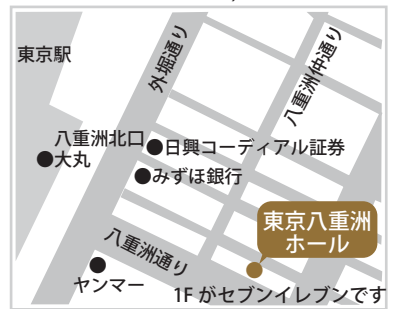 東京駅
外堀通り
八重洲仲通り
八重洲北口
大丸
日興コーディアル証券
みずほ銀行
東京八重洲
ホール
八重洲通り
ヤンマー
1Fがセブンイレブンです